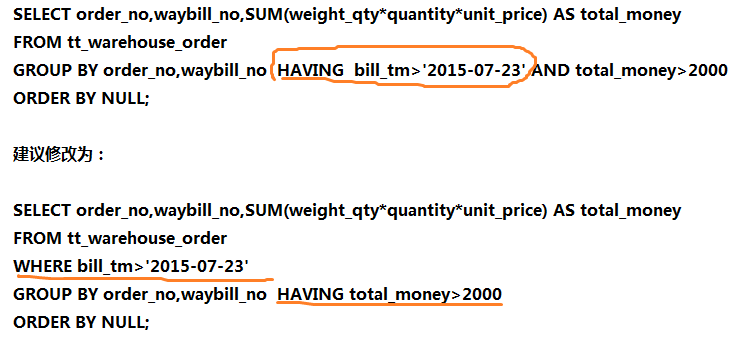 SELECT order_no,waybill_no,SUM(weight_qty*quantity*unit_price) AS total_money
FROM tt_warehouse_order
GROUP BY order_no,waybill_no HAVING bill_tm>'2015-07-23' AND total_money>2000
ORDER BY NULL;
建议修改为：
SELECT order_no,waybill_no,SUM(weight_qty*quantity*unit_price) AS total_money
FROM tt_warehouse_order
WHERE bill_tm>'2015-07-23'
GROUP BY order_no,waybill_no HAVING total_money>2000
ORDER BY NULL;